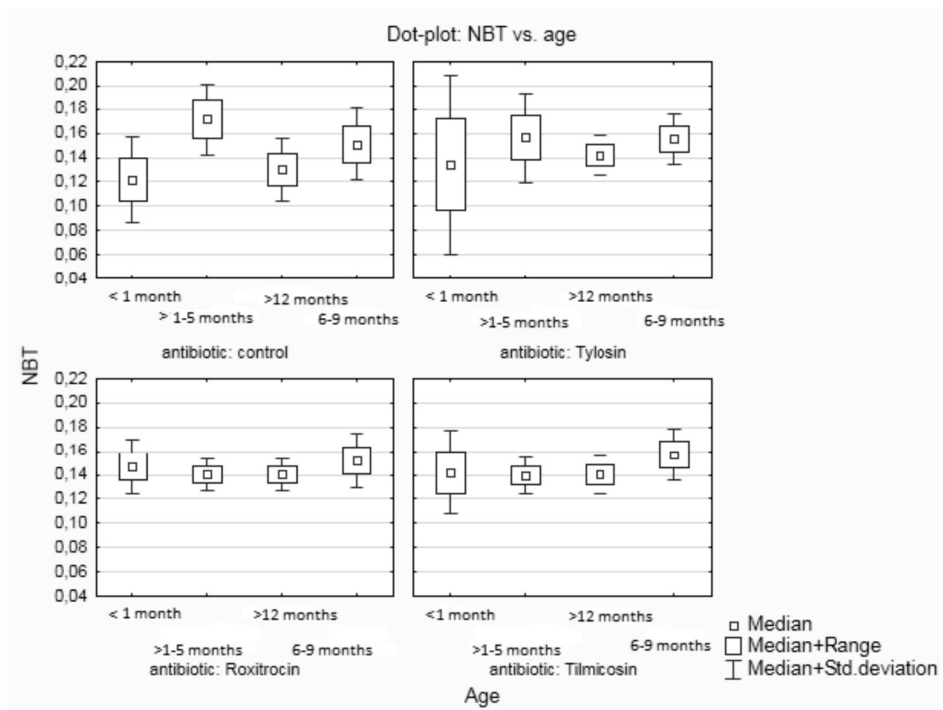 Dot-plot: NBT vs. age
0,22
0,20
0,18
0,16
0,14
0,12
0,10
0,08
0,06
0,04
< 1 month
> 1-5 months
>12 months
6-9 months
antibiotic: control
< 1 month
>1-5 months
>12 months
6-9 months
antibiotic: Tylosin
NBT
0,22
0,20
0,18
0,16
0,14
0,12
0,10
0,08
0,06
0,04
< 1 month
>1-5 months
>12 months
6-9 months
antibiotic: Roxitrocin
<1 month
>1-5 months
>12 months
6-9 months
antibiotic: Tilmicosin
Age
Median
Median+Range
Median+Std.deviation